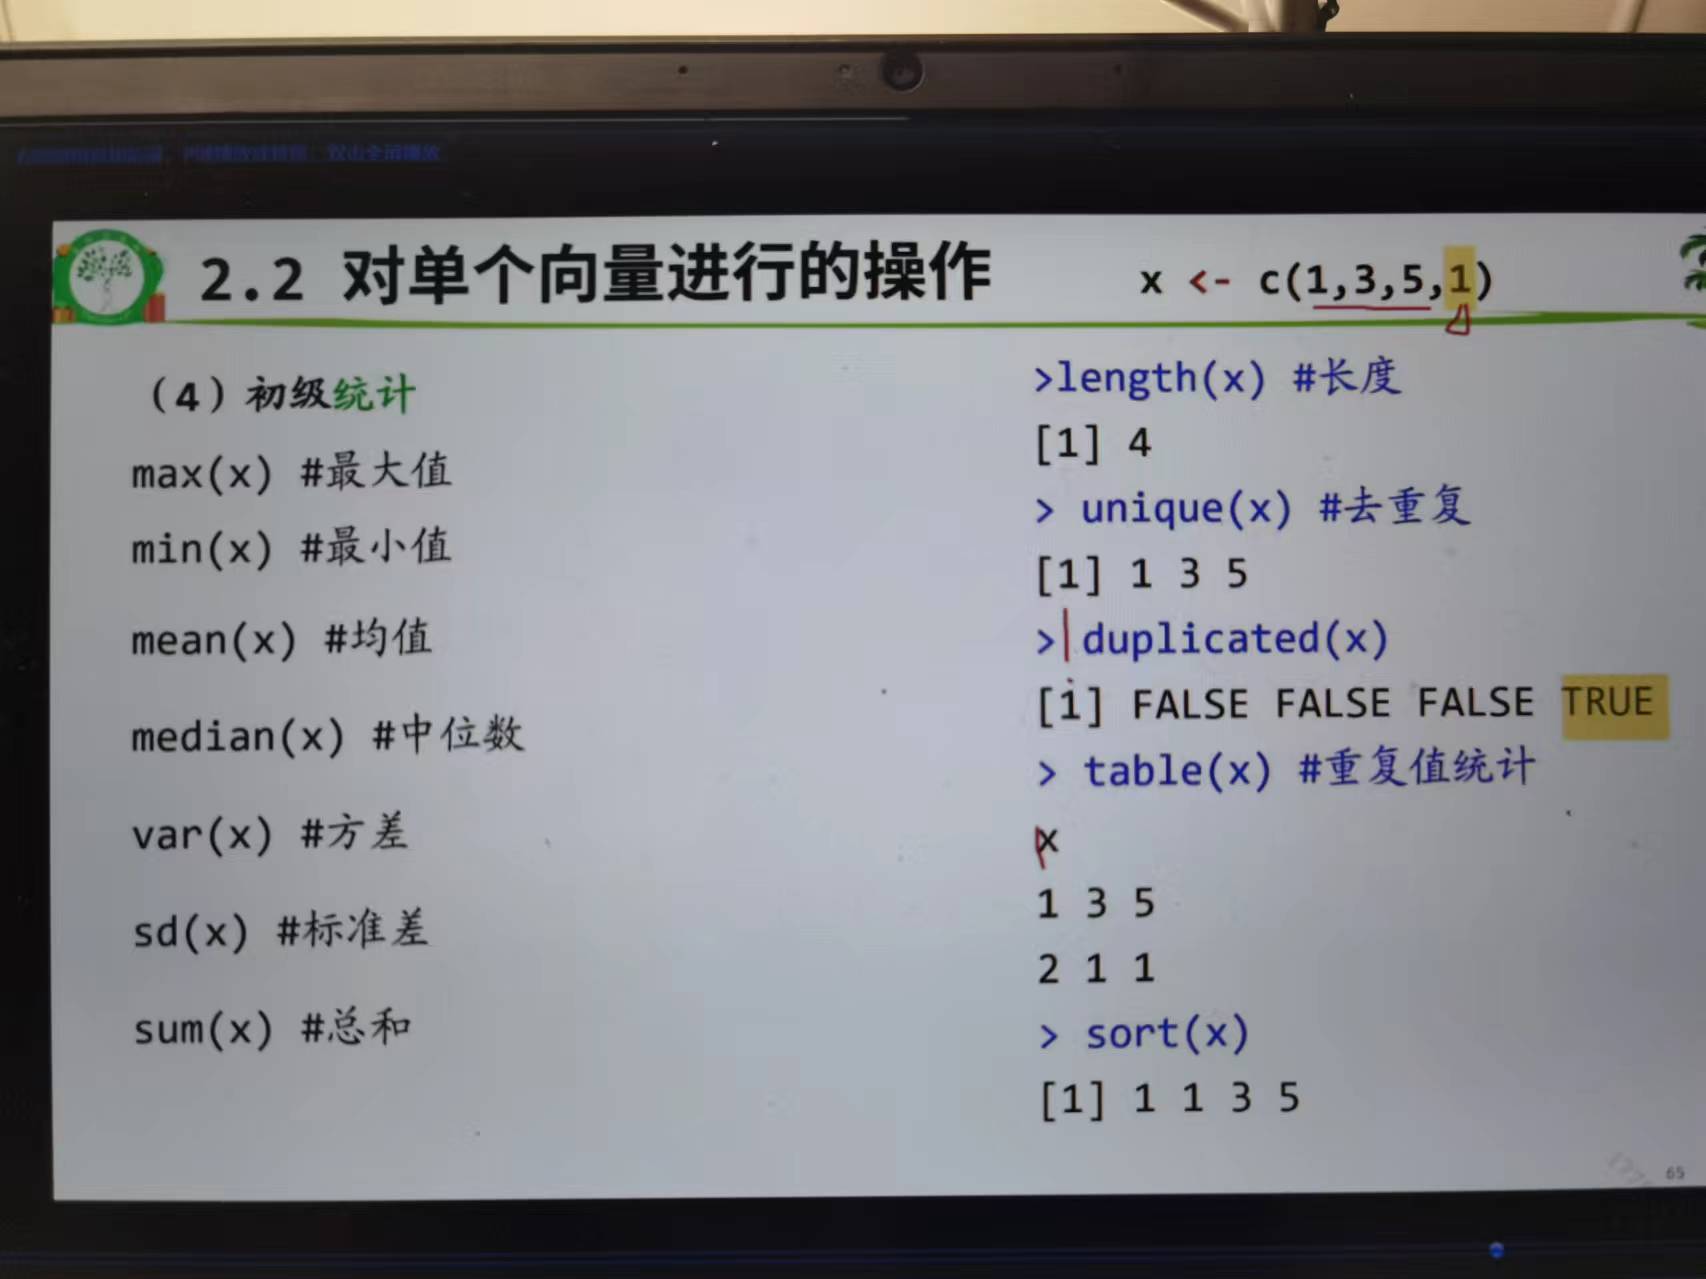 2.2 对单个向量进行的操作
x <- c(1,3,5,1)
（4）初级统计
max(x) #最大值
min(x) #最小值
mean(x) #均值
median(x) #中位数
var(x) #方差
sd(x) #标准差
sum(x) #总和
>length(x) #长度
[1] 4
> unique(x) #去重复
[1] 1 3 5
> duplicated(x)
[1] FALSE FALSE FALSE TRUE
> table(x) #重复值统计
x
1 3 5
2 1 1
> sort(x)
[1] 1 1 3 5
65